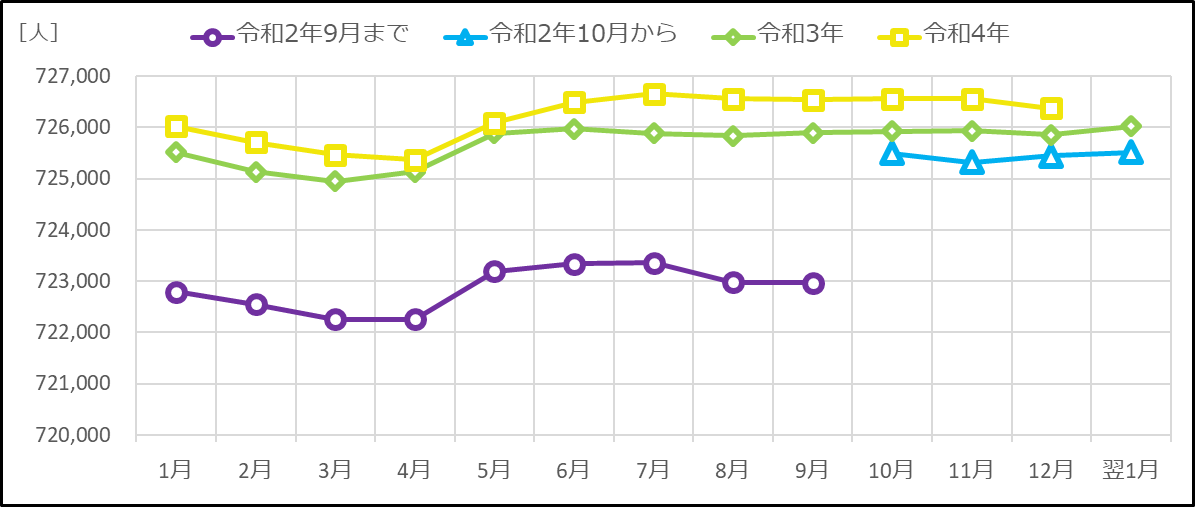 [人]
令和2年9月まで 令和2年10月から 令和3年 令和4年
727,000
726,000
725,000
724,000
723,000
722,000
721,000
720,000
1月 2月 3月 4月 5月 6月 7月 8月 9月 10月 11月 12月 翌1月